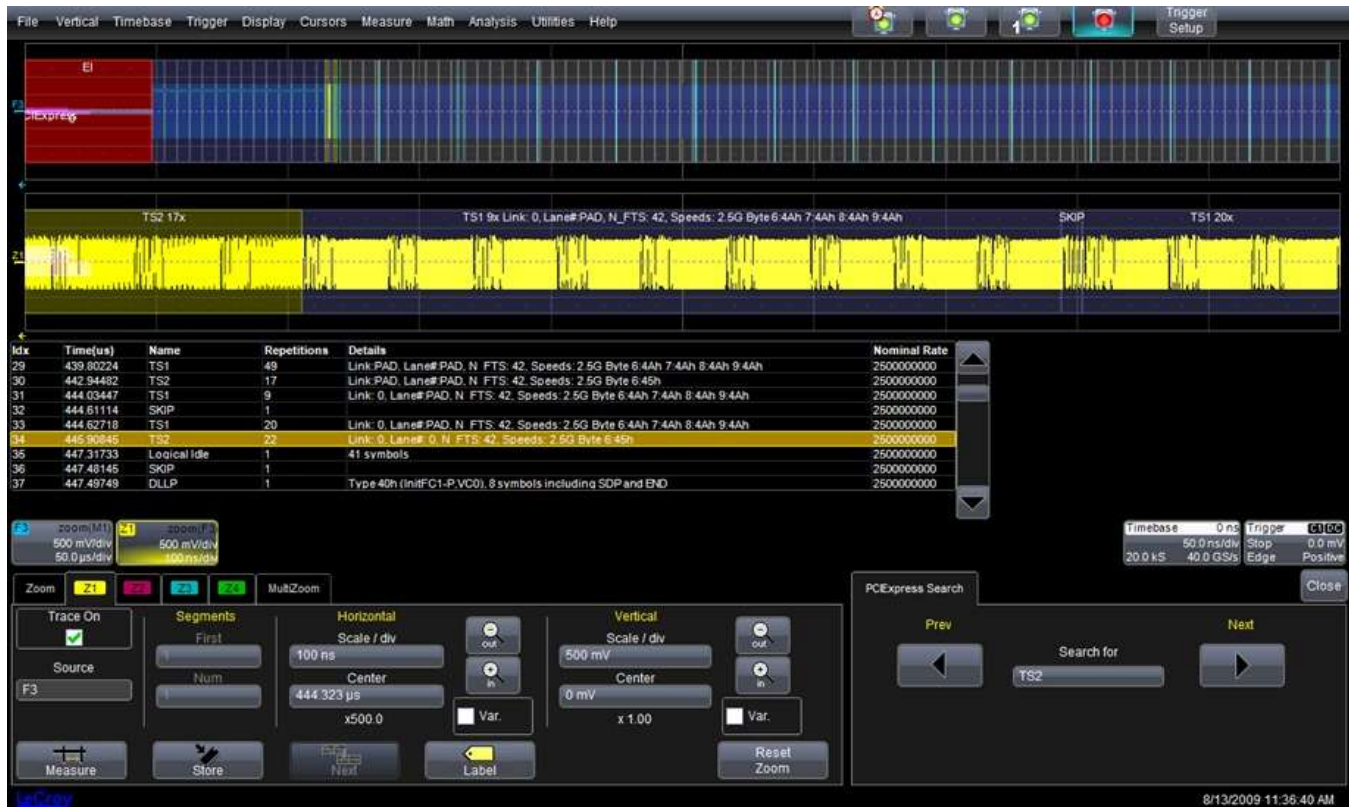 File Vertical Timebase Trigger Display Cursors Measure Math Analysis Utilities Help
1
Trigger Setup
EI
F3
TS2 17x
TS1 9x Link: 0, Lane#:PAD, N_FTS: 42, Speeds: 2.5G Byte 6:4Ah 7:4Ah 8:4Ah 9:4Ah
SKIP
TS1 20x
Z1
Idx Time(us) Name Repetitions Details Nominal Rate
29 439.80224 TS1 49 Link:PAD, Lane#:PAD, N_FTS: 42, Speeds: 2.5G Byte 6:4Ah 7:4Ah 8:4Ah 9:4Ah 2500000000
30 442.94482 TS2 17 Link:PAD, Lane#:PAD, N_FTS: 42, Speeds: 2.5G Byte 6:45h 2500000000
31 444.03447 TS1 9 Link: 0, Lane#:PAD, N_FTS: 42, Speeds: 2.5G Byte 6:4Ah 7:4Ah 8:4Ah 9:4Ah 2500000000
32 444.61114 SKIP 1 2500000000
33 444.62718 TS1 20 Link: 0, Lane#:PAD, N_FTS: 42, Speeds: 2.5G Byte 6:4Ah 7:4Ah 8:4Ah 9:4Ah 2500000000
34 445.90845 TS2 22 Link: 0, Lane#: 0, N_FTS: 42, Speeds: 2.5G Byte 6:45h 2500000000
35 447.31733 Logical Idle 1 41 symbols 2500000000
36 447.48145 SKIP 1 2500000000
37 447.49749 DLLP 1 Type 40h (InitFC1-P,VC0), 8 symbols including SDP and END 2500000000
F3 zoom(M1)
500 mV/div
50.0 µs/div
Z1 zoom(F3)
500 mV/div
100 ns/div
Timebase 0 ns
50.0 ns/div
20.0 kS 40.0 GS/s
Trigger C1 DC
Stop 0.0 mV
Edge Positive
Zoom Z1 Z2 Z3 Z4 MultiZoom
PCIExpress Search
Close
Trace On
Source
F3
Segments
First
1
Num
1
Horizontal
Scale / div
100 ns
Center
444.323 µs
x500.0
out
in
Var.
Vertical
Scale / div
500 mV
Center
0 mV
x 1.00
out
in
Var.
Prev
Search for
TS2
Next
Measure
Store
Next
Label
Reset Zoom
LeCroy
8/13/2009 11:36:40 AM